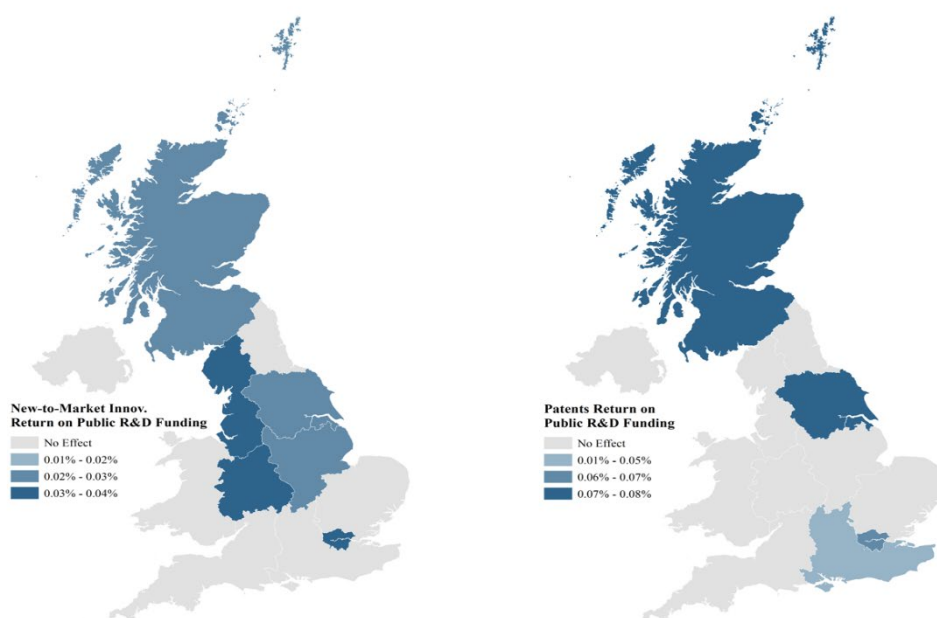 New-to-Market Innov.
Return on Public R&D Funding
No Effect
0.01% - 0.02%
0.02% - 0.03%
0.03% - 0.04%
Patents Return on
Public R&D Funding
No Effect
0.01% - 0.05%
0.06% - 0.07%
0.07% - 0.08%